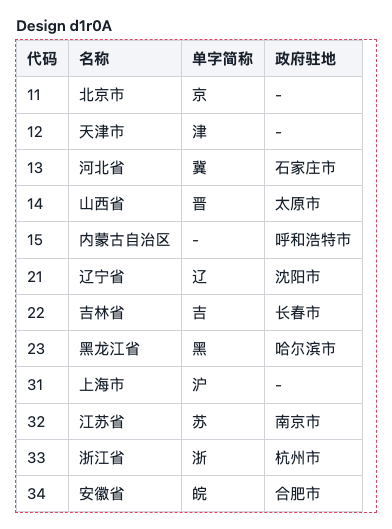 Design d1r0A
代码 名称 单字简称 政府驻地
11 北京市 京 -
12 天津市 津 -
13 河北省 冀 石家庄市
14 山西省 晋 太原市
15 内蒙古自治区 - 呼和浩特市
21 辽宁省 辽 沈阳市
22 吉林省 吉 长春市
23 黑龙江省 黑 哈尔滨市
31 上海市 沪 -
32 江苏省 苏 南京市
33 浙江省 浙 杭州市
34 安徽省 皖 合肥市